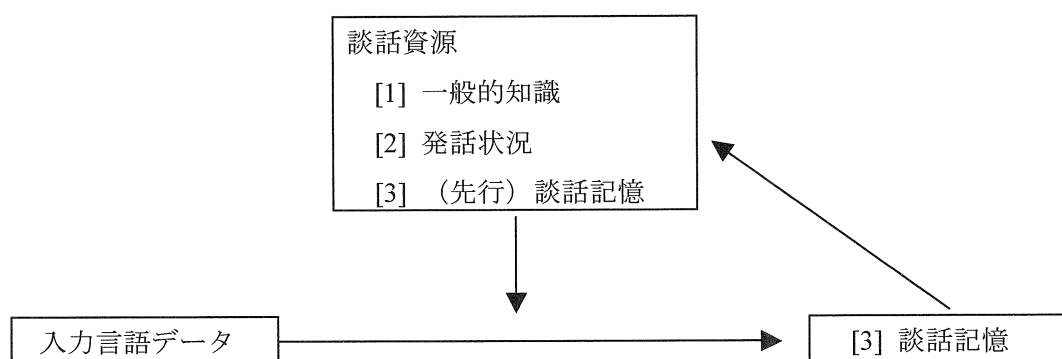 談話資源
[1] 一般的知識
[2] 発話状況
[3] （先行）談話記憶
入力言語データ
[3] 談話記憶